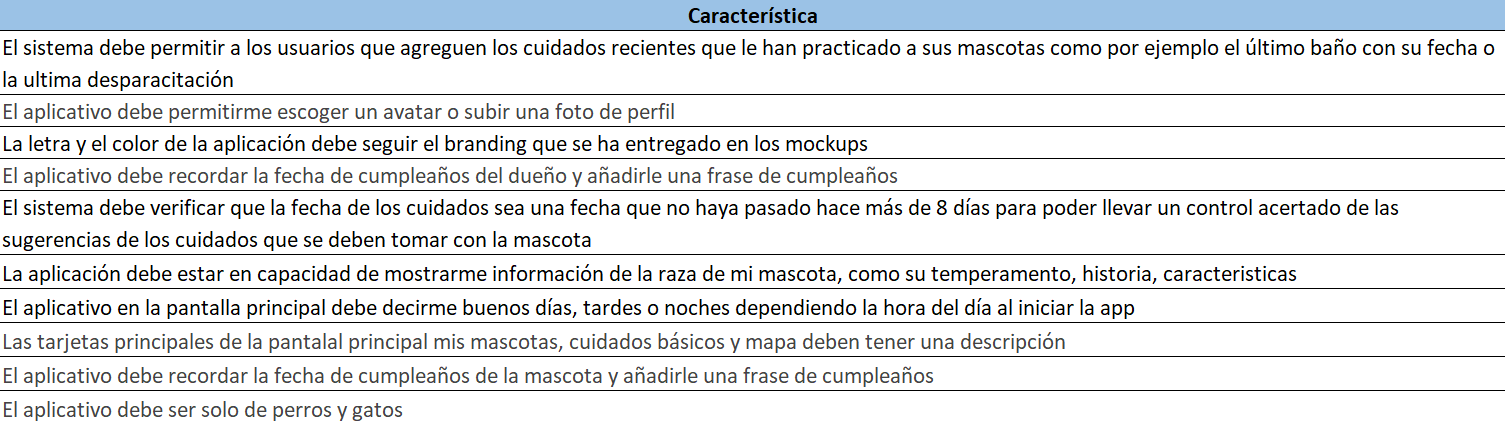 Característica
El sistema debe permitir a los usuarios que agreguen los cuidados recientes que le han practicado a sus mascotas como por ejemplo el último baño con su fecha o
la ultima desparacitación
El aplicativo debe permitirme escoger un avatar o subir una foto de perfil
La letra y el color de la aplicación debe seguir el branding que se ha entregado en los mockups
El aplicativo debe recordar la fecha de cumpleaños del dueño y añadirle una frase de cumpleaños
El sistema debe verificar que la fecha de los cuidados sea una fecha que no haya pasado hace más de 8 días para poder llevar un control acertado de las
sugerencias de los cuidados que se deben tomar con la mascota
La aplicación debe estar en capacidad de mostrarme información de la raza de mi mascota, como su temperamento, historia, caracteristicas
El aplicativo en la pantalla principal debe decirme buenos días, tardes o noches dependiendo la hora del día al iniciar la app
Las tarjetas principales de la pantalal principal mis mascotas, cuidados básicos y mapa deben tener una descripción
El aplicativo debe recordar la fecha de cumpleaños de la mascota y añadirle una frase de cumpleaños
El aplicativo debe ser solo de perros y gatos